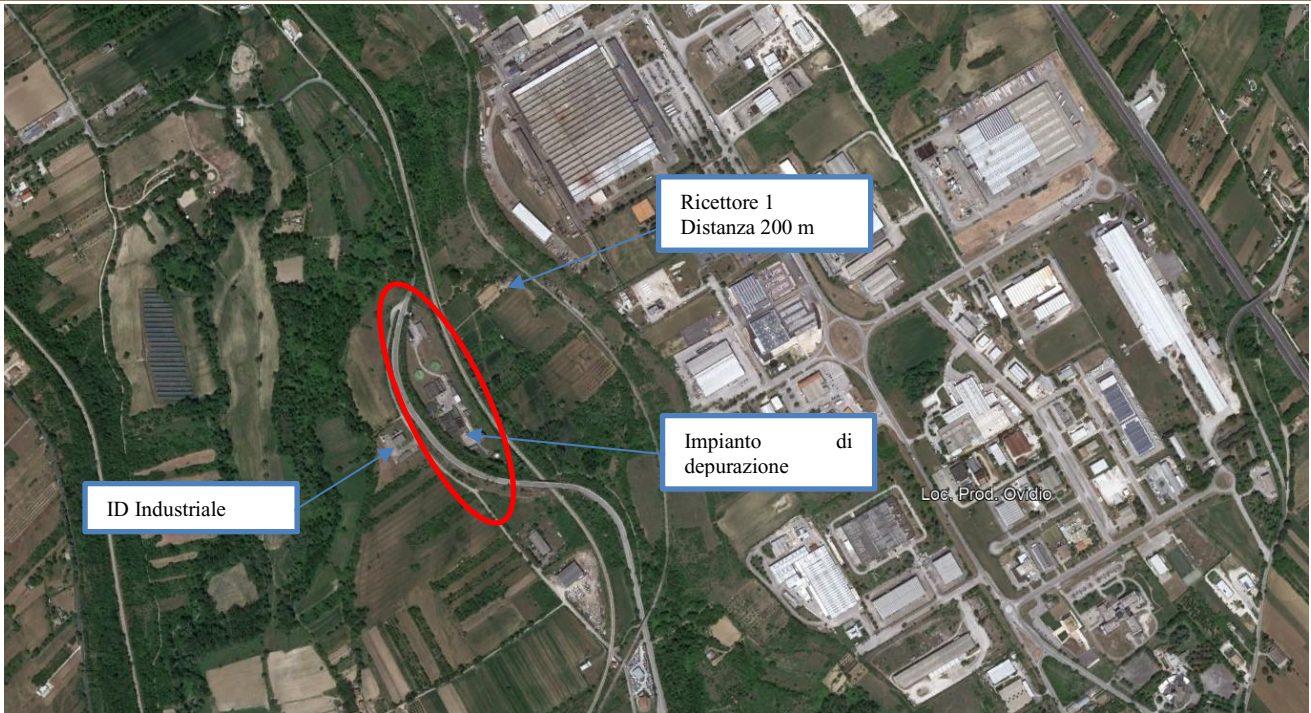 Ricettore 1
Distanza 200 m
Impianto di
depurazione
ID Industriale
Loc. Prod. Ovidio